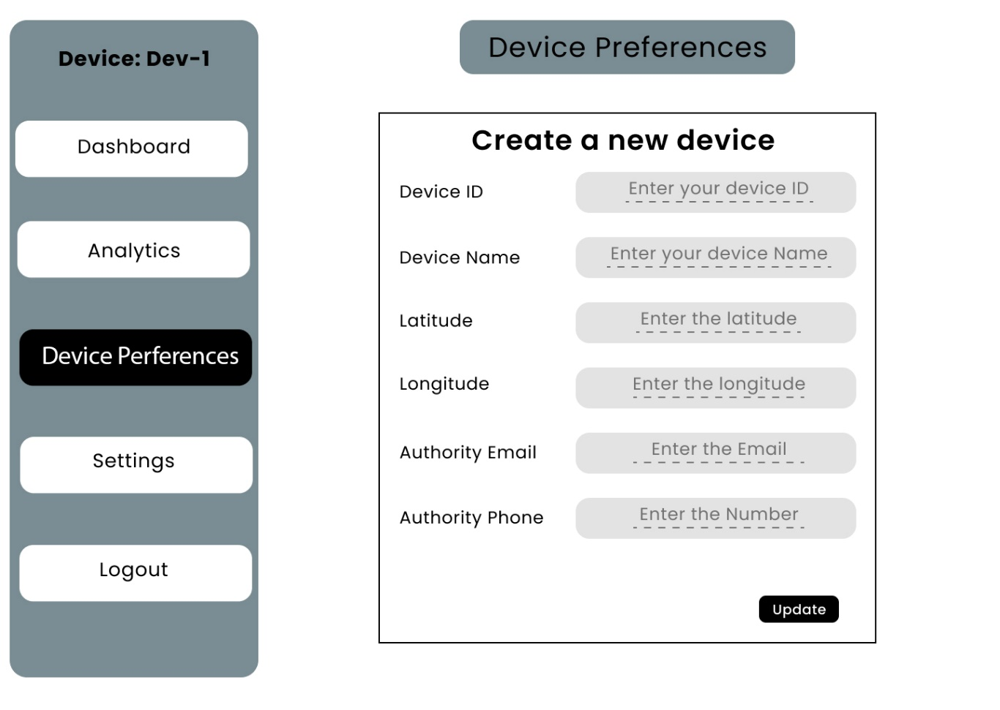 Device: Dev-1
Dashboard
Analytics
Device Perferences
Settings
Logout
Device Preferences
Create a new device
Device ID
Enter your device ID
Device Name
Enter your device Name
Latitude
Enter the latitude
Longitude
Enter the longitude
Authority Email
Enter the Email
Authority Phone
Enter the Number
Update